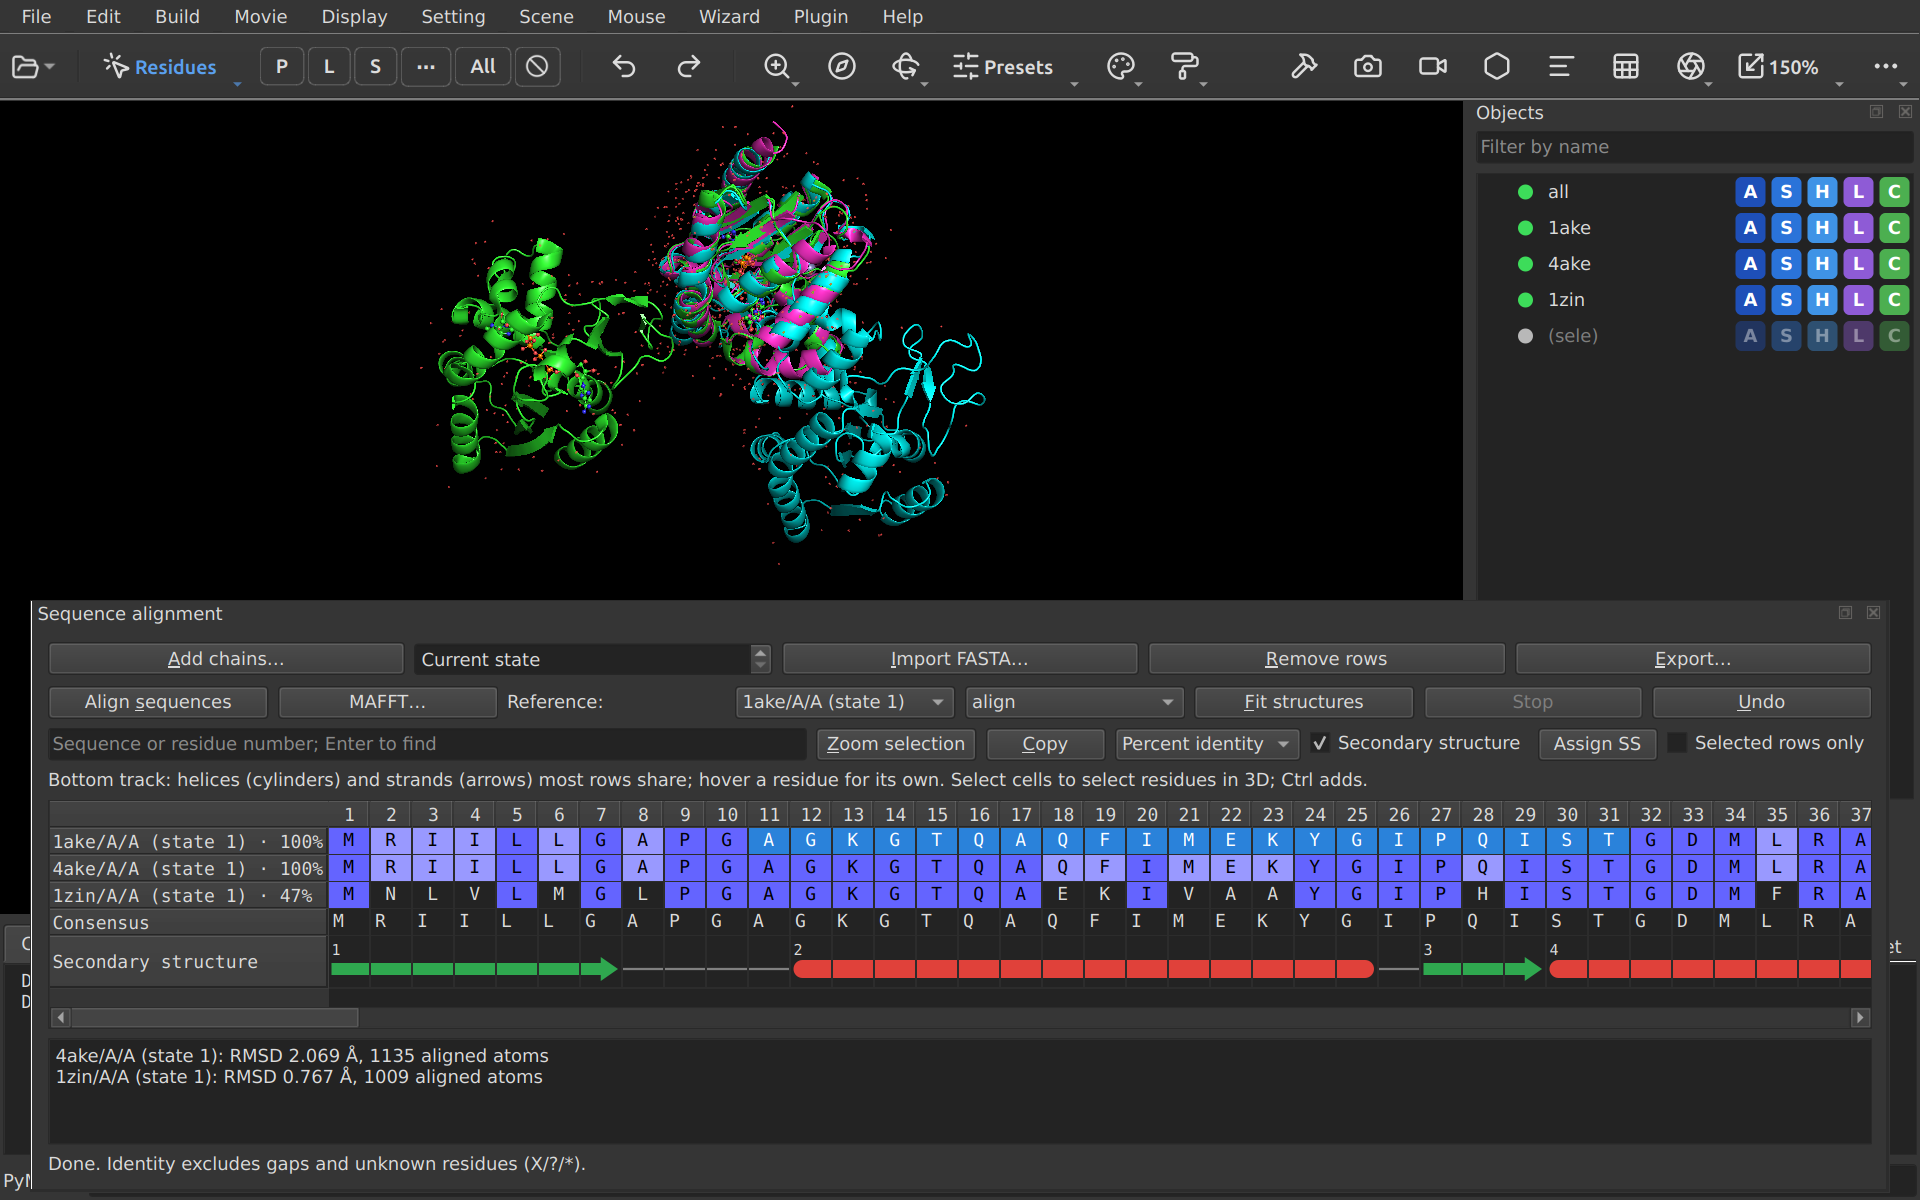 File Edit Build Movie Display Setting Scene Mouse Wizard Plugin Help
Residues P L S ... All Presets 150% ...
Objects
Filter by name
all A S H L C
1ake A S H L C
4ake A S H L C
1zin A S H L C
(sele) A S H L C
Sequence alignment
Add chains... Current state Import FASTA... Remove rows Export...
Align sequences MAFFT... Reference: 1ake/A/A (state 1) align Fit structures Stop Undo
Sequence or residue number; Enter to find Zoom selection Copy Percent identity Secondary structure Assign SS Selected rows only
Bottom track: helices (cylinders) and strands (arrows) most rows share; hover a residue for its own. Select cells to select residues in 3D; Ctrl adds.
1 2 3 4 5 6 7 8 9 10 11 12 13 14 15 16 17 18 19 20 21 22 23 24 25 26 27 28 29 30 31 32 33 34 35 36 37
1ake/A/A (state 1) · 100% M R I I L L G A P G A G K G T Q A Q F I M E K Y G I P Q I S T G D M L R A
4ake/A/A (state 1) · 100% M R I I L L G A P G A G K G T Q A Q F I M E K Y G I P Q I S T G D M L R A
1zin/A/A (state 1) · 47% M N L V L M G L P G A G K G T Q A E K I V A A Y G I P H I S T G D M F R A
Consensus M R I I L L G A P G A G K G T Q A Q F I M E K Y G I P Q I S T G D M L R A
Secondary structure 1 2 3 4
4ake/A/A (state 1): RMSD 2.069 Å, 1135 aligned atoms
1zin/A/A (state 1): RMSD 0.767 Å, 1009 aligned atoms
Done. Identity excludes gaps and unknown residues (X/?/*).